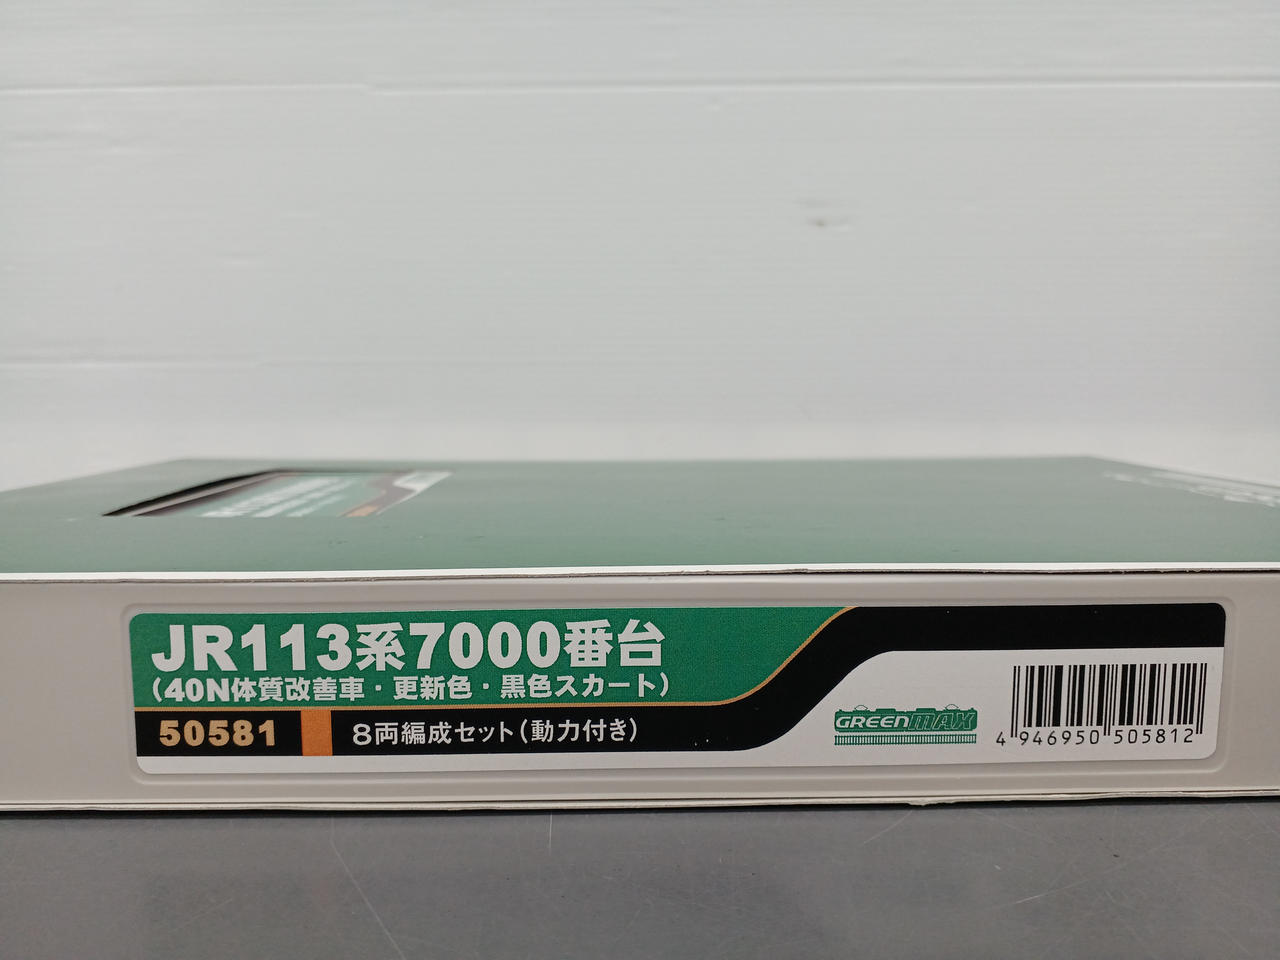 JR113系7000番台
(40N体質改善車・更新色・黒色スカート)
50581
8両編成セット(動力付き)
GREENMAX
4 946950 505812